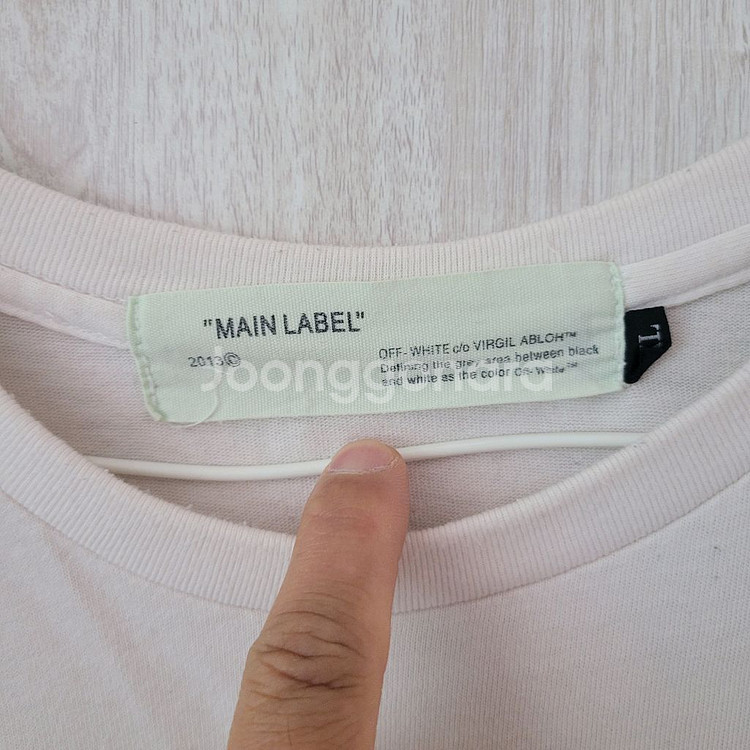 "MAIN LABEL"
2013©
OFF-WHITE c/o VIRGIL ABLOH™
Defining the grey area between black
and white as the color Off-White™
L
joonggonara